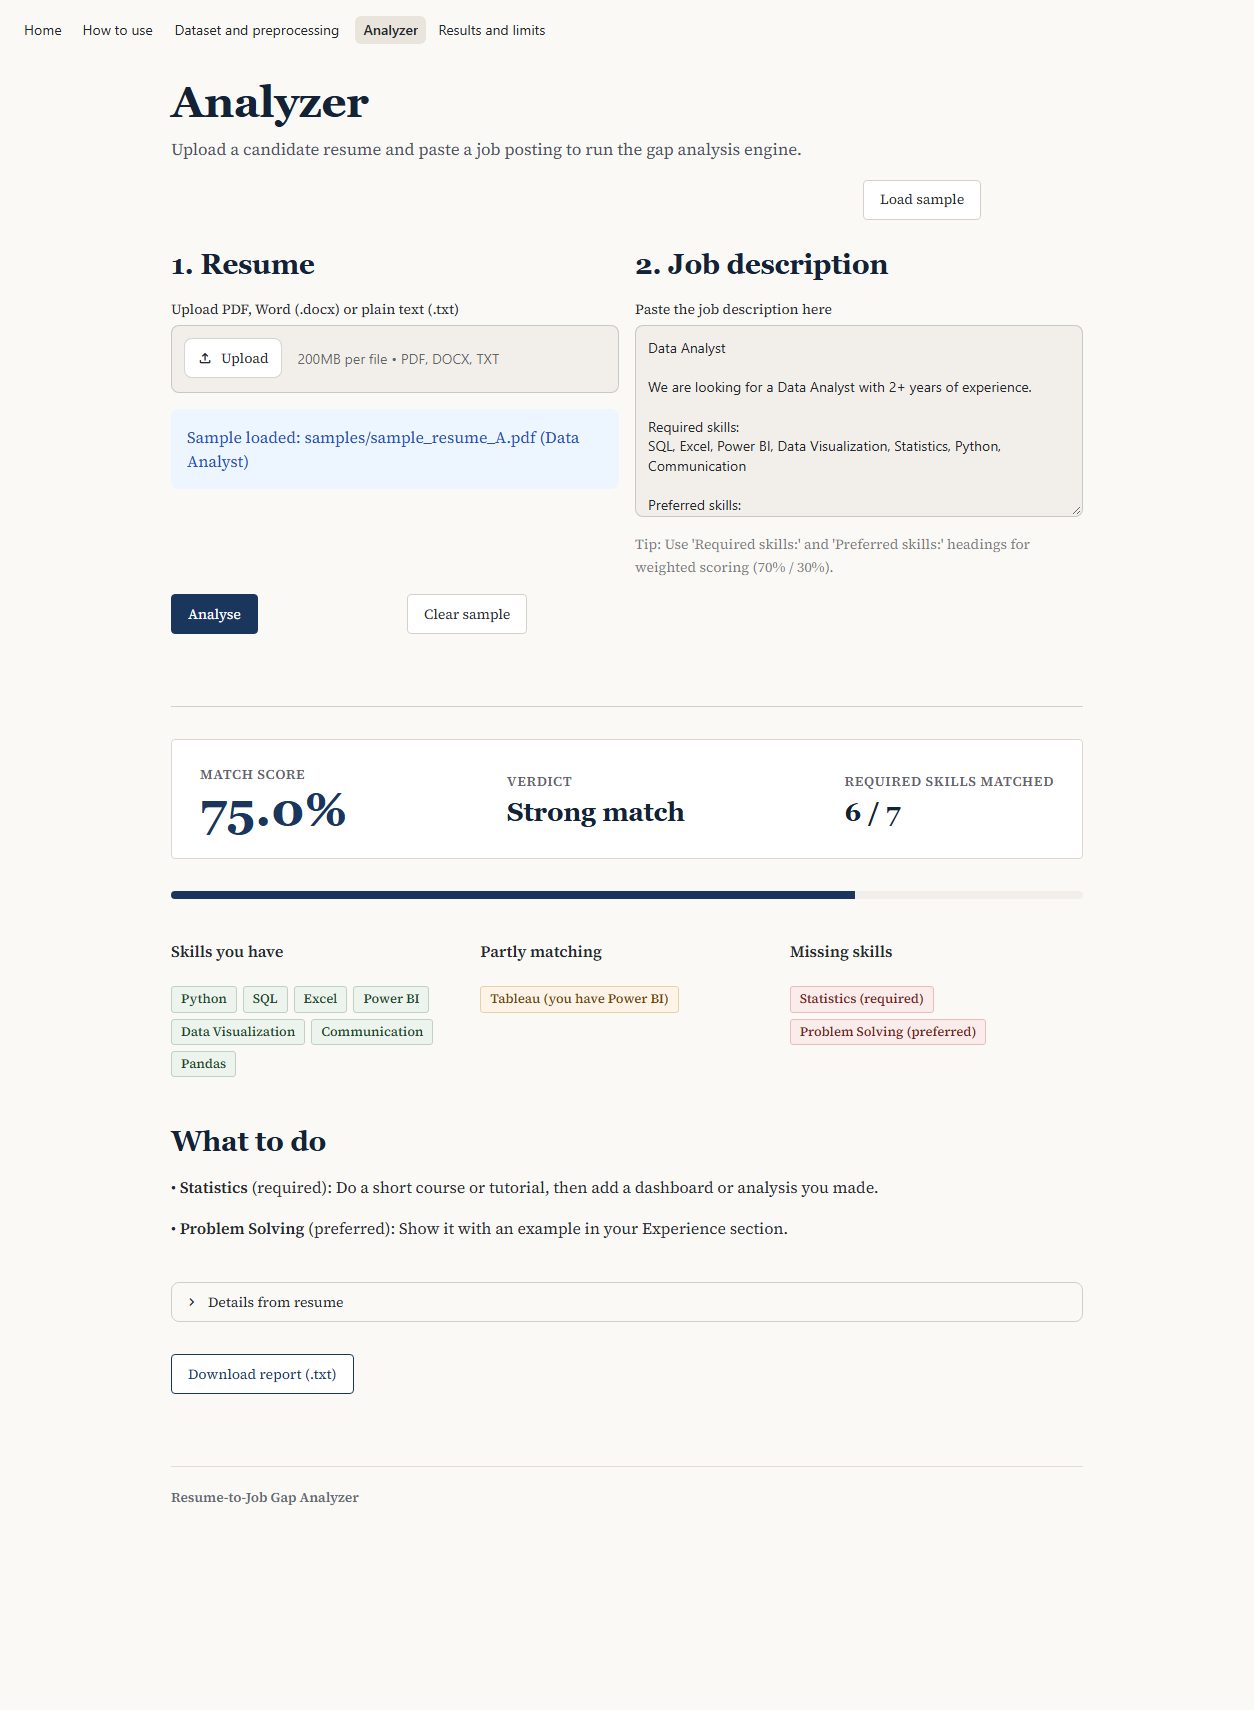 Home
How to use
Dataset and preprocessing
Analyzer
Results and limits
Analyzer
Upload a candidate resume and paste a job posting to run the gap analysis engine.
Load sample
1. Resume
Upload PDF, Word (.docx) or plain text (.txt)
Upload
200MB per file • PDF, DOCX, TXT
Sample loaded: samples/sample_resume_A.pdf (Data
Analyst)
2. Job description
Paste the job description here
Data Analyst
We are looking for a Data Analyst with 2+ years of experience.
Required skills:
SQL, Excel, Power BI, Data Visualization, Statistics, Python,
Communication
Preferred skills:
Tip: Use 'Required skills:' and 'Preferred skills:' headings for
weighted scoring (70% / 30%).
Analyse
Clear sample
MATCH SCORE
75.0%
VERDICT
Strong match
REQUIRED SKILLS MATCHED
6 / 7
Skills you have
Python
SQL
Excel
Power BI
Data Visualization
Communication
Pandas
Partly matching
Tableau (you have Power BI)
Missing skills
Statistics (required)
Problem Solving (preferred)
What to do
• Statistics (required): Do a short course or tutorial, then add a dashboard or analysis you made.
• Problem Solving (preferred): Show it with an example in your Experience section.
Details from resume
Download report (.txt)
Resume-to-Job Gap Analyzer